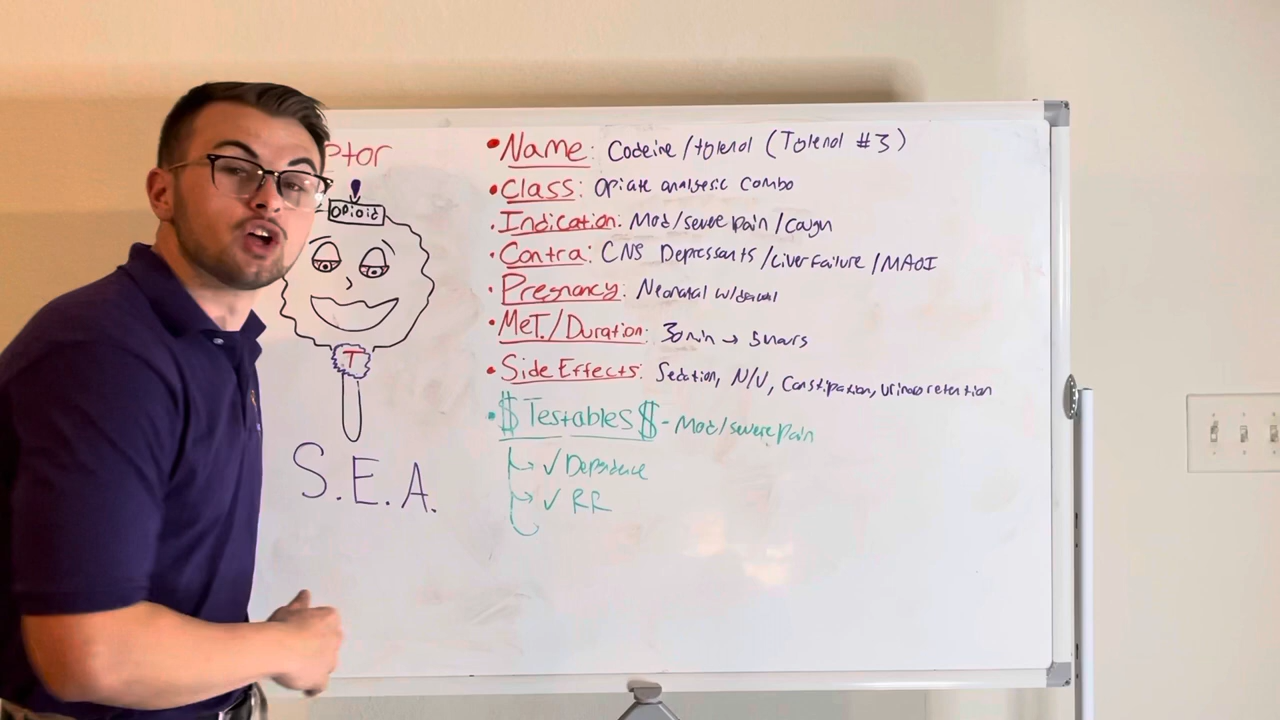 ptor
opioid
T
S.E.A.
•Name: Codeine/tylenol (Tylenol #3)
•Class: Opiate analgesic combo
•Indication: Mod/severe pain/cough
•Contra: CNS Depressants/Liver failure/MAOI
•Pregnancy: Neonatal w/drawal
•MeT./Duration: 30min → 5hours
•Side Effects: Sedation, N/V, Constipation, urinary retention
•$Testables$ - Mod/severe pain
→ ✓ Dependence
→ ✓ RR